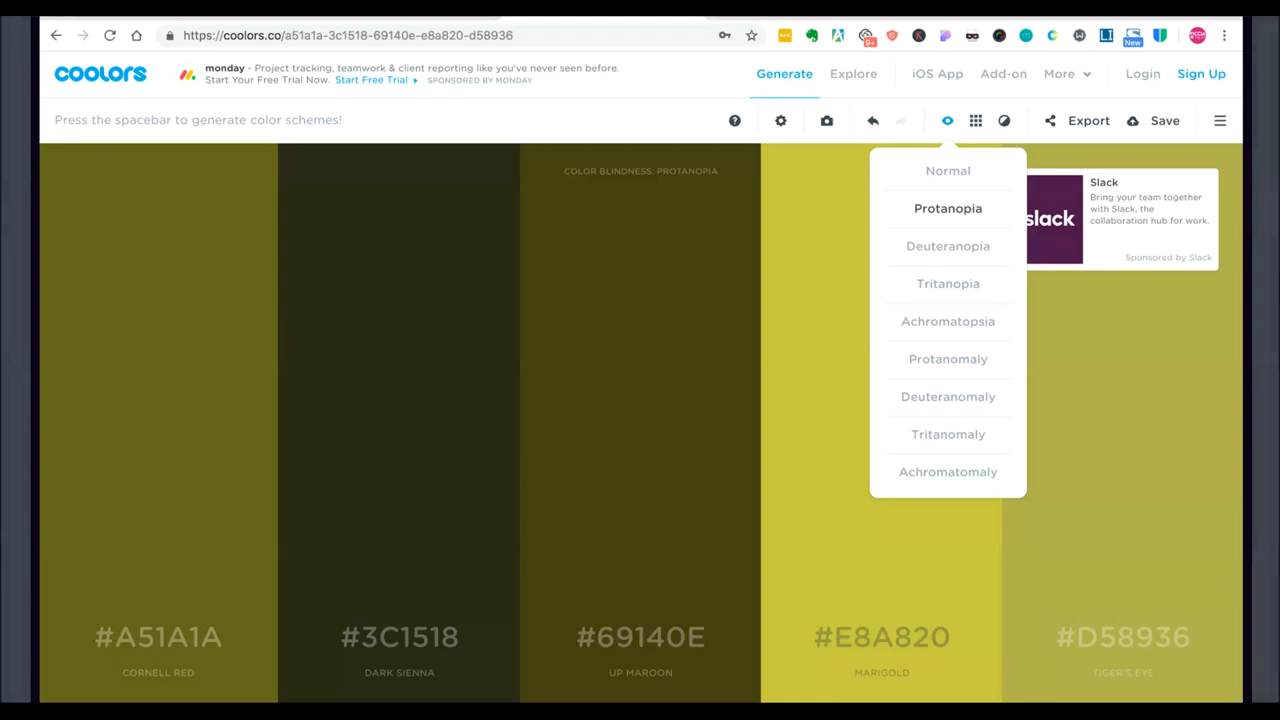 https://coolors.co/a51a1a-3c1518-69140e-e8a820-d58936
9+
New
coolors
monday - Project tracking, teamwork & client reporting like you've never seen before.
Start Your Free Trial Now. Start Free Trial ▸ SPONSORED BY MONDAY
Generate
Explore
iOS App
Add-on
More
Login
Sign Up
Press the spacebar to generate color schemes!
Export
Save
COLOR BLINDNESS: PROTANOPIA
Normal
Protanopia
Deuteranopia
Tritanopia
Achromatopsia
Protanomaly
Deuteranomaly
Tritanomaly
Achromatomaly
slack
Slack
Bring your team together
with Slack, the
collaboration hub for work.
Sponsored by Slack
#A51A1A
CORNELL RED
#3C1518
DARK SIENNA
#69140E
UP MAROON
#E8A820
MARIGOLD
#D58936
TIGER'S EYE